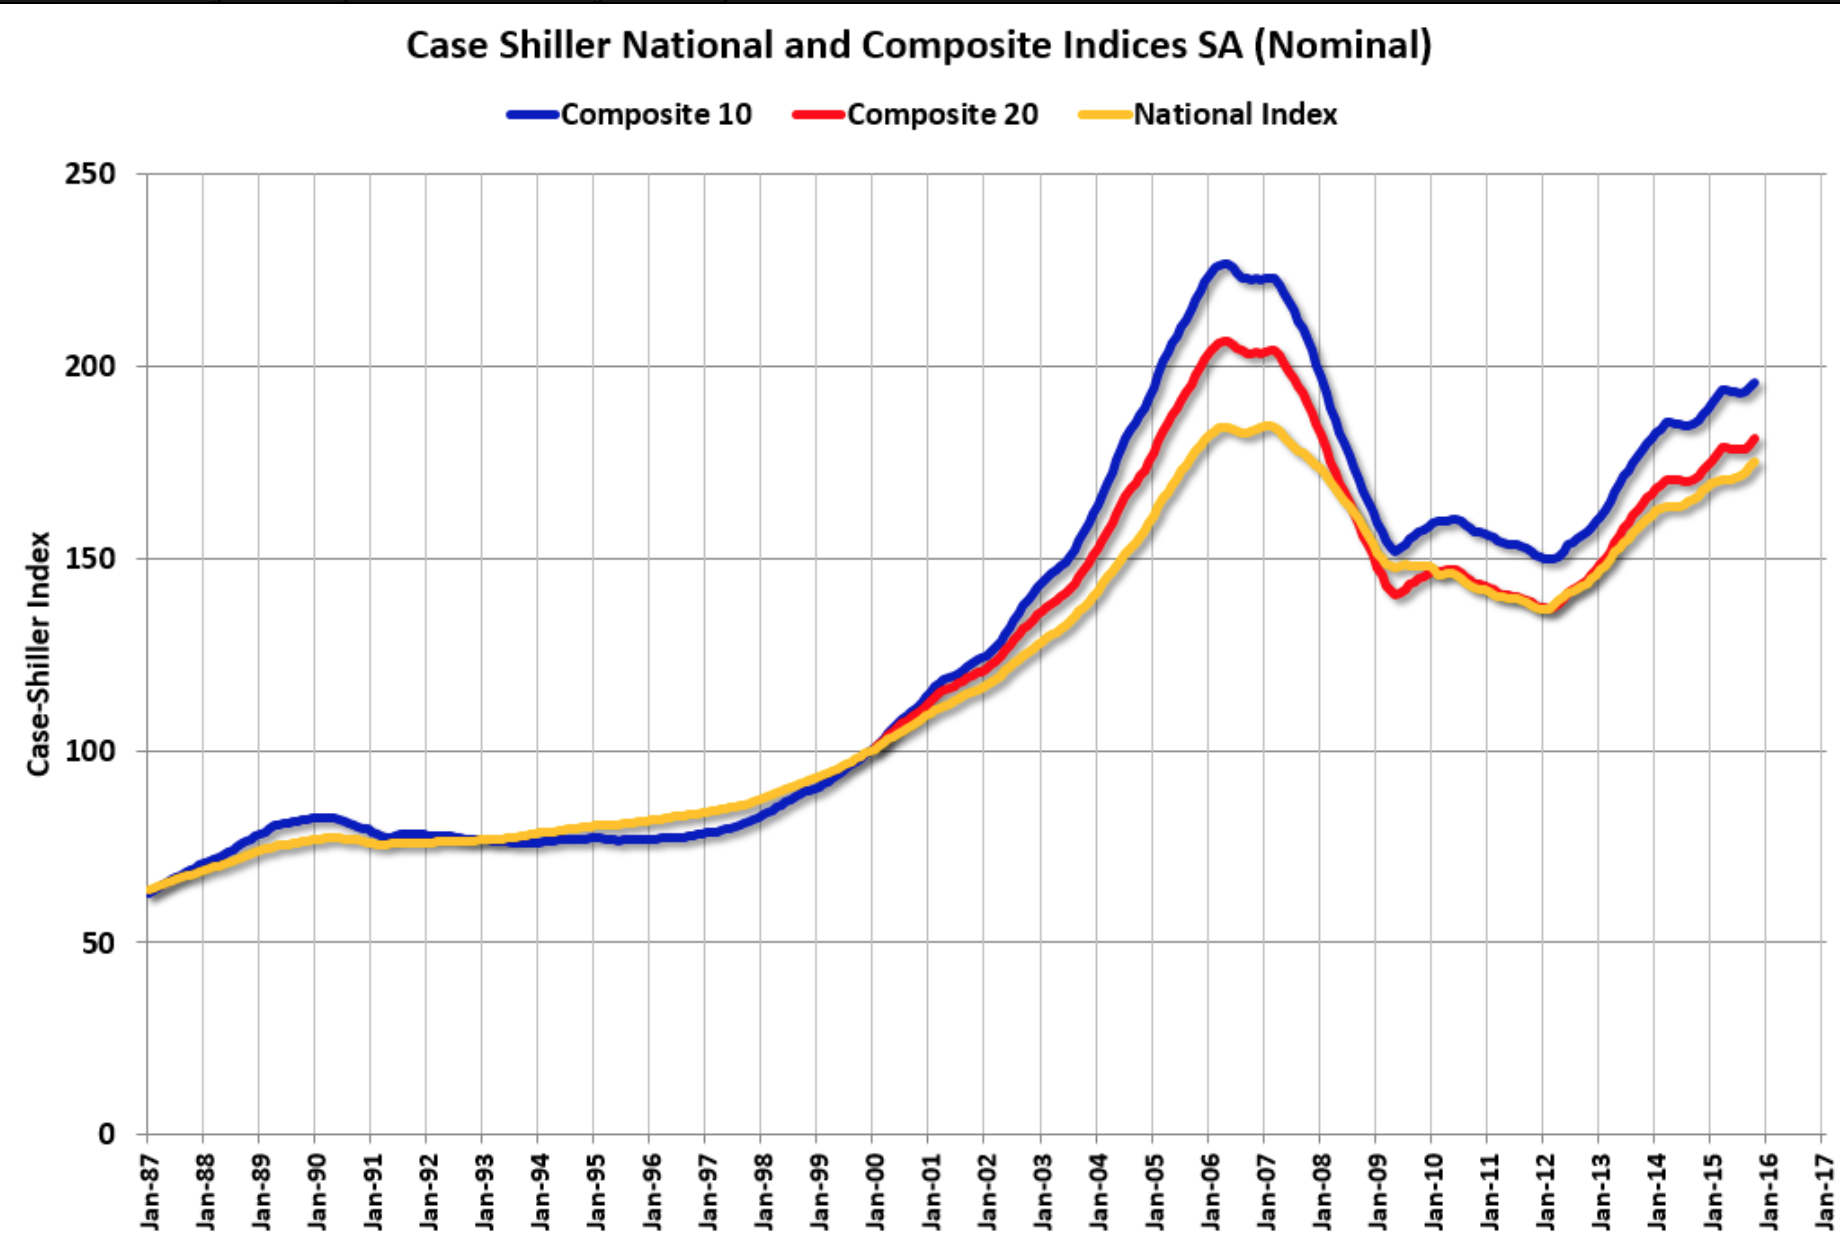 Case Shiller National and Composite Indices SA (Nominal)
Composite 10 Composite 20 National Index
Case-Shiller Index
250
200
150
100
50
0
Jan-87
Jan-88
Jan-89
Jan-90
Jan-91
Jan-92
Jan-93
Jan-94
Jan-95
Jan-96
Jan-97
Jan-98
Jan-99
Jan-00
Jan-01
Jan-02
Jan-03
Jan-04
Jan-05
Jan-06
Jan-07
Jan-08
Jan-09
Jan-10
Jan-11
Jan-12
Jan-13
Jan-14
Jan-15
Jan-16
Jan-17